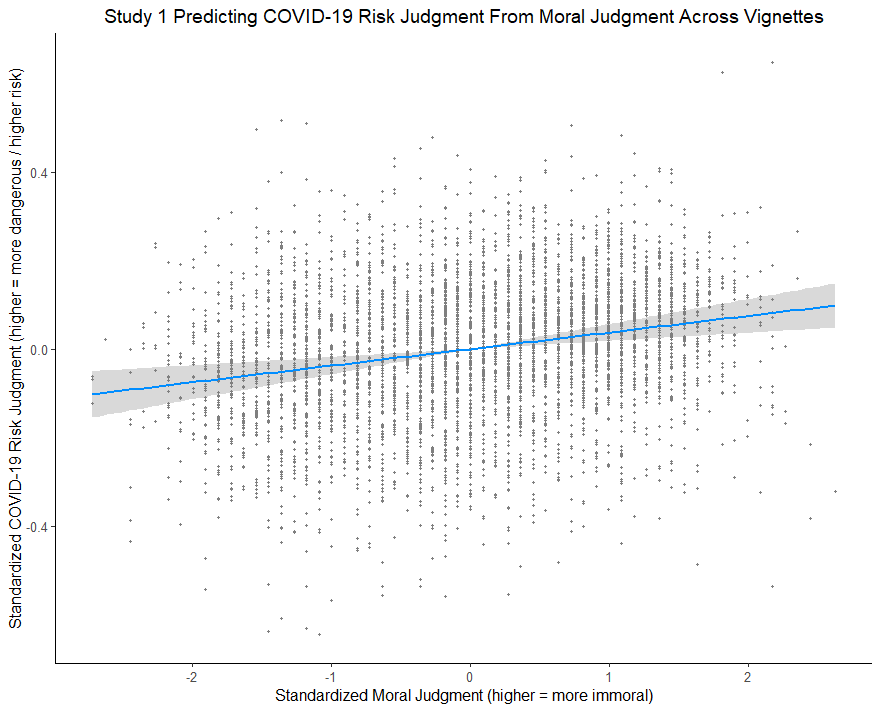 Study 1 Predicting COVID-19 Risk Judgment From Moral Judgment Across Vignettes
Standardized COVID-19 Risk Judgment (higher = more dangerous / higher risk)
0.4
0.0
-0.4
-2
-1
0
1
2
Standardized Moral Judgment (higher = more immoral)